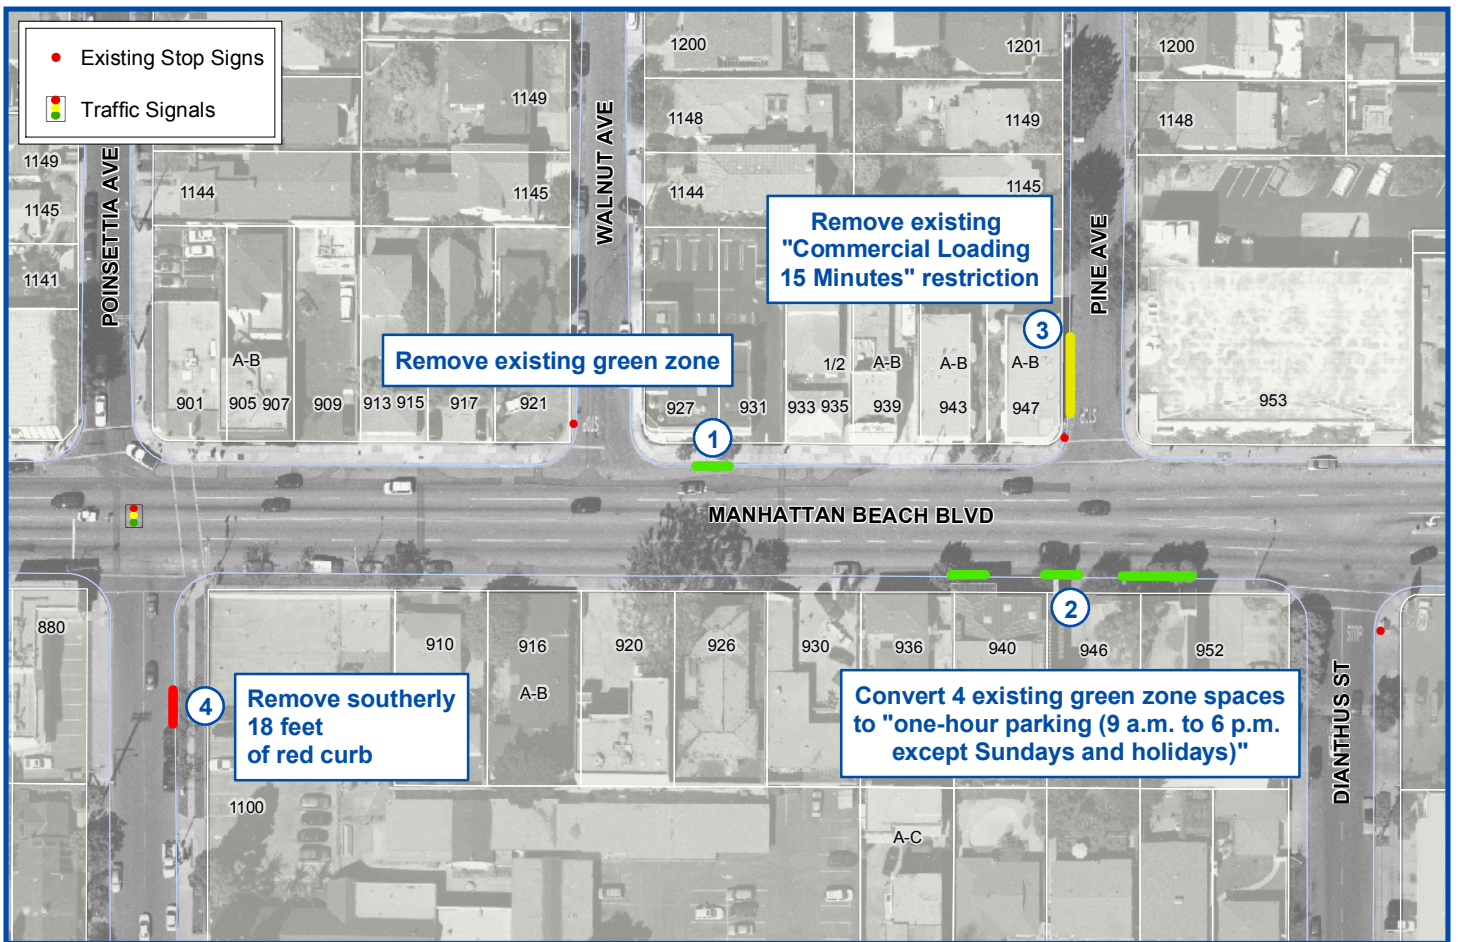 Existing Stop Signs
Traffic Signals
1200
1201
1200
1149
1148
1149
1148
1149
1144
1145
1144
1145
1145
1141
POINSETTIA AVE
WALNUT AVE
PINE AVE
Remove existing
"Commercial Loading
15 Minutes" restriction
3
Remove existing green zone
A-B
1/2
A-B
A-B
A-B
901
905
907
909
913
915
917
921
927
931
933
935
939
943
947
953
STOP
STOP
1
MANHATTAN BEACH BLVD
2
880
910
916
920
926
930
936
940
946
952
STOP
A-B
4
Remove southerly
18 feet
of red curb
Convert 4 existing green zone spaces
to "one-hour parking (9 a.m. to 6 p.m.
except Sundays and holidays)"
DIANTHUS ST
1100
A-C